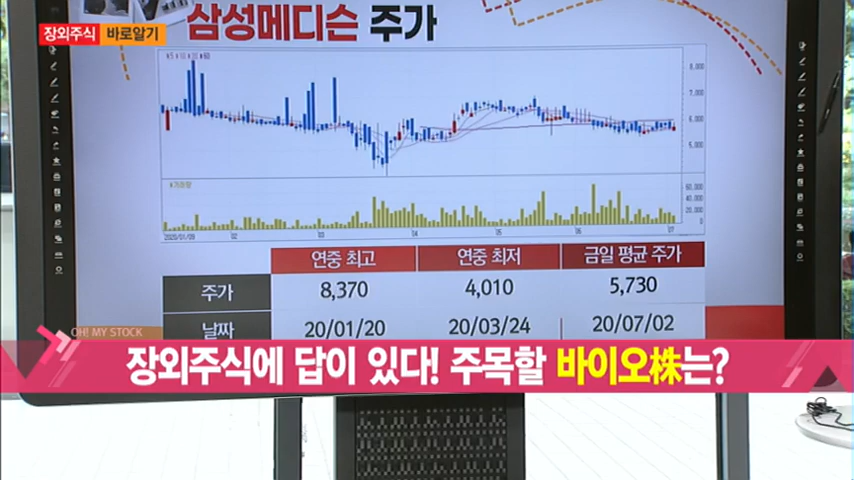 장외주식 바로알기
삼성메디슨 주가
8,000
7,000
6,000
5,000
거래량
60,000
40,000
20,000
0
2020/01/09 02 03 04 05 06 07
연중 최고 연중 최저 금일 평균 주가
주가 8,370 4,010 5,730
날짜 20/01/20 20/03/24 20/07/02
OH! MY STOCK
장외주식에 답이 있다! 주목할 바이오株는?